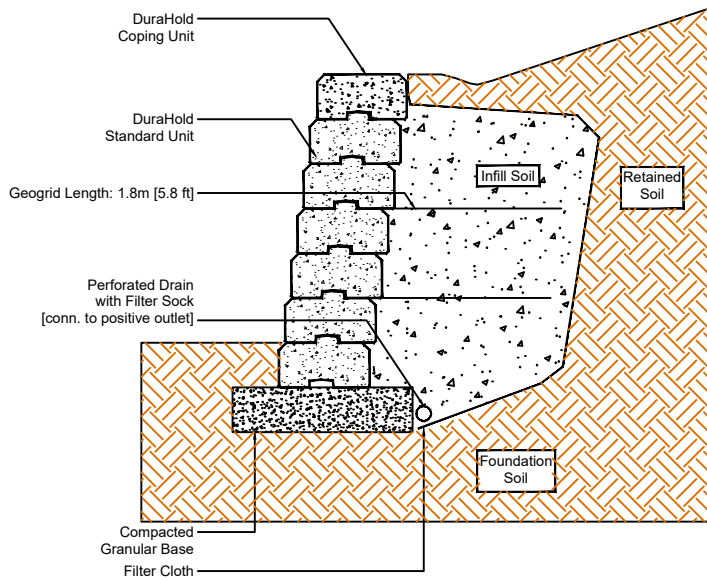 DuraHold
Coping Unit
DuraHold
Standard Unit
Infill Soil
Retained
Soil
Geogrid Length: 1.8m [5.8 ft]
Perforated Drain
with Filter Sock
[conn. to positive outlet]
Foundation
Soil
Compacted
Granular Base
Filter Cloth